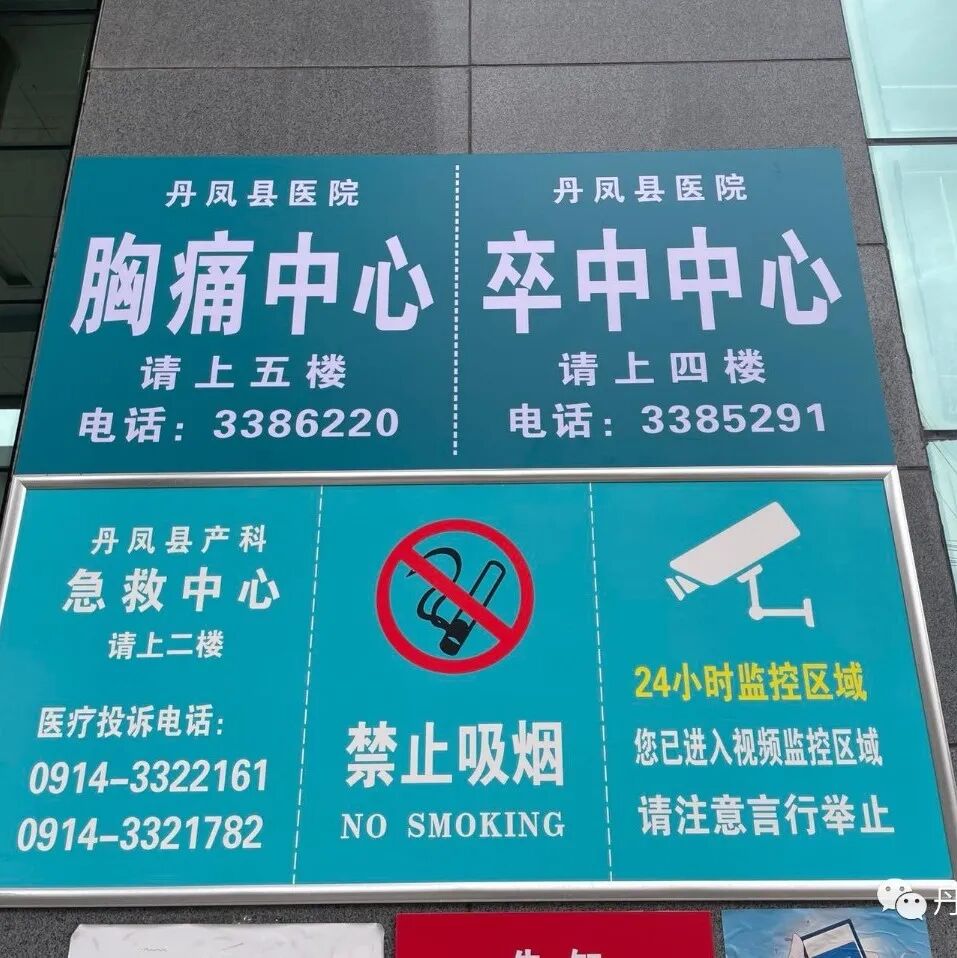 丹凤县医院
胸痛中心
请上五楼
电话：3386220
丹凤县医院
卒中中心
请上四楼
电话：3385291
丹凤县产科
急救中心
请上二楼
医疗投诉电话：
0914-3322161
0914-3321782
禁止吸烟
NO SMOKING
24小时监控区域
您已进入视频监控区域
请注意言行举止